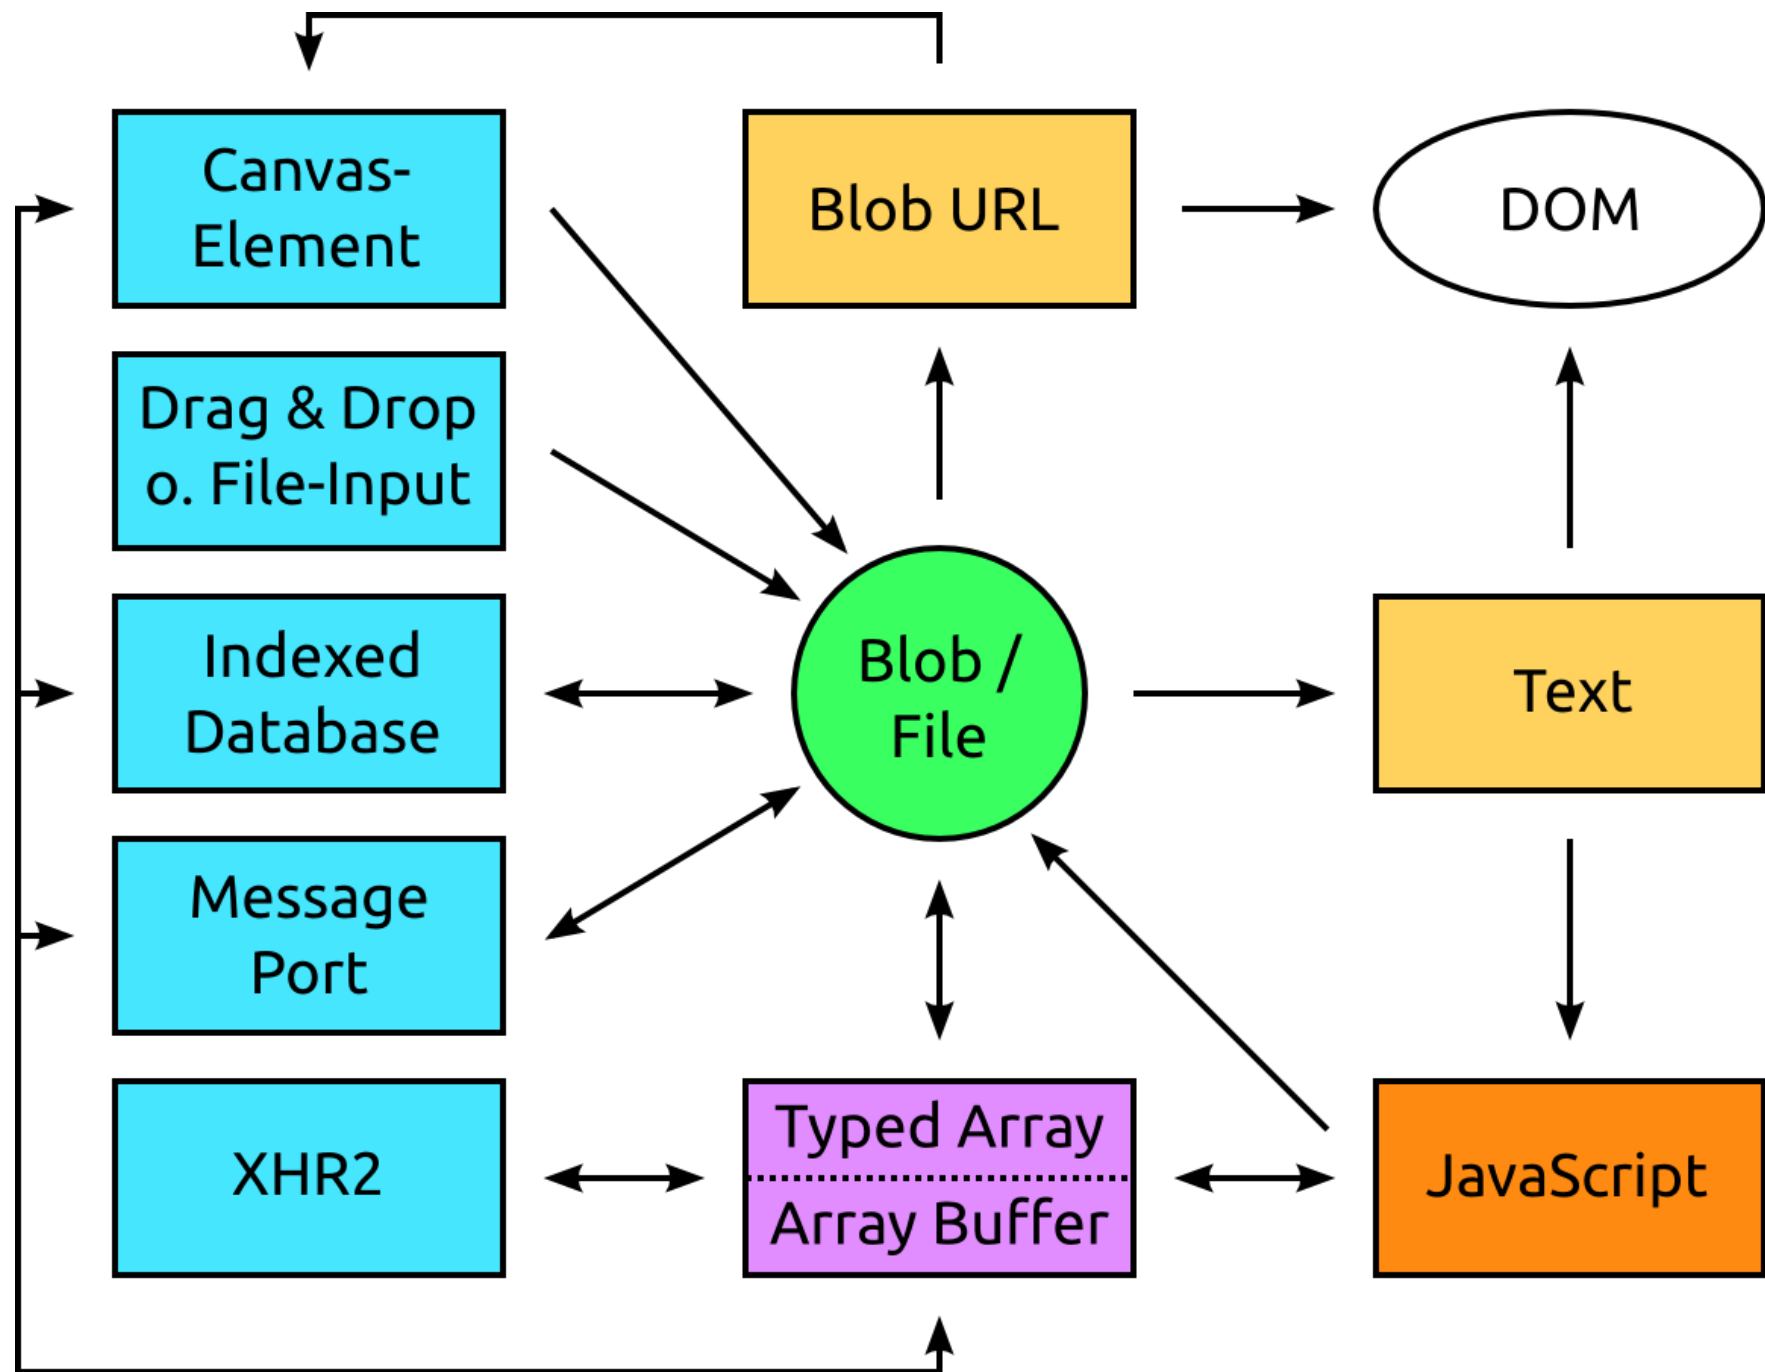 Canvas-
Element
Blob URL
DOM
Drag & Drop
o. File-Input
Indexed
Database
Blob /
File
Text
Message
Port
XHR2
Typed Array
Array Buffer
JavaScript